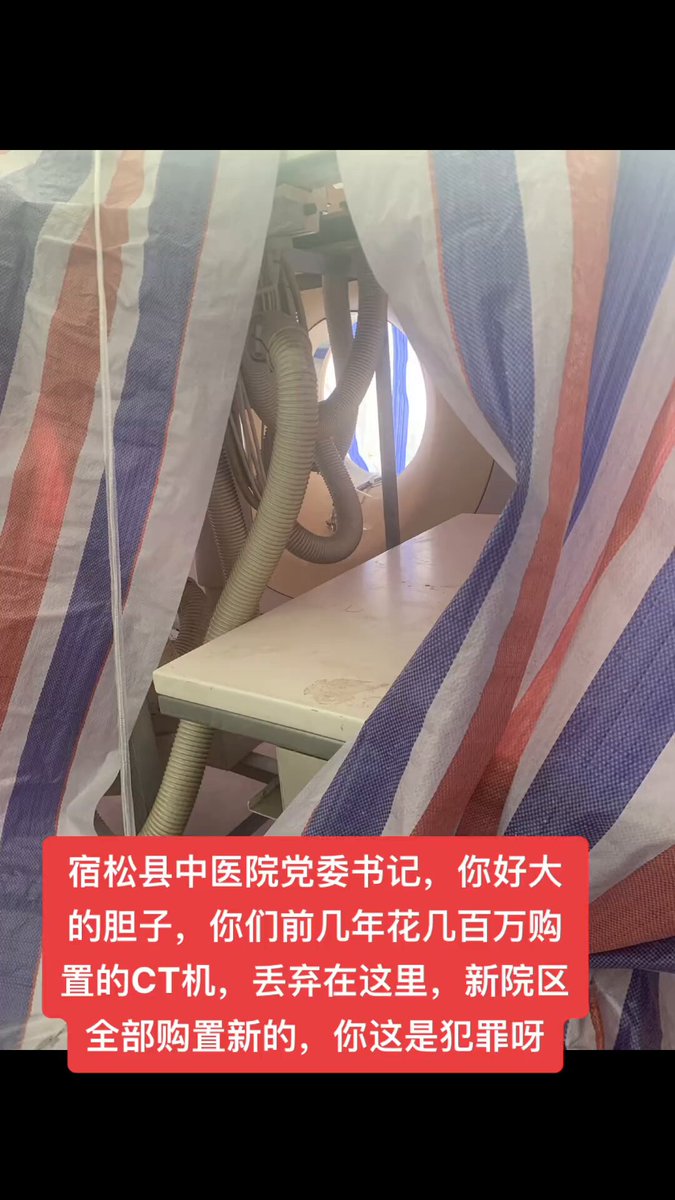 宿松县中医院党委书记，你好大
的胆子，你们前几年花几百万购
置的CT机，丢弃在这里，新院区
全部购置新的，你这是犯罪呀